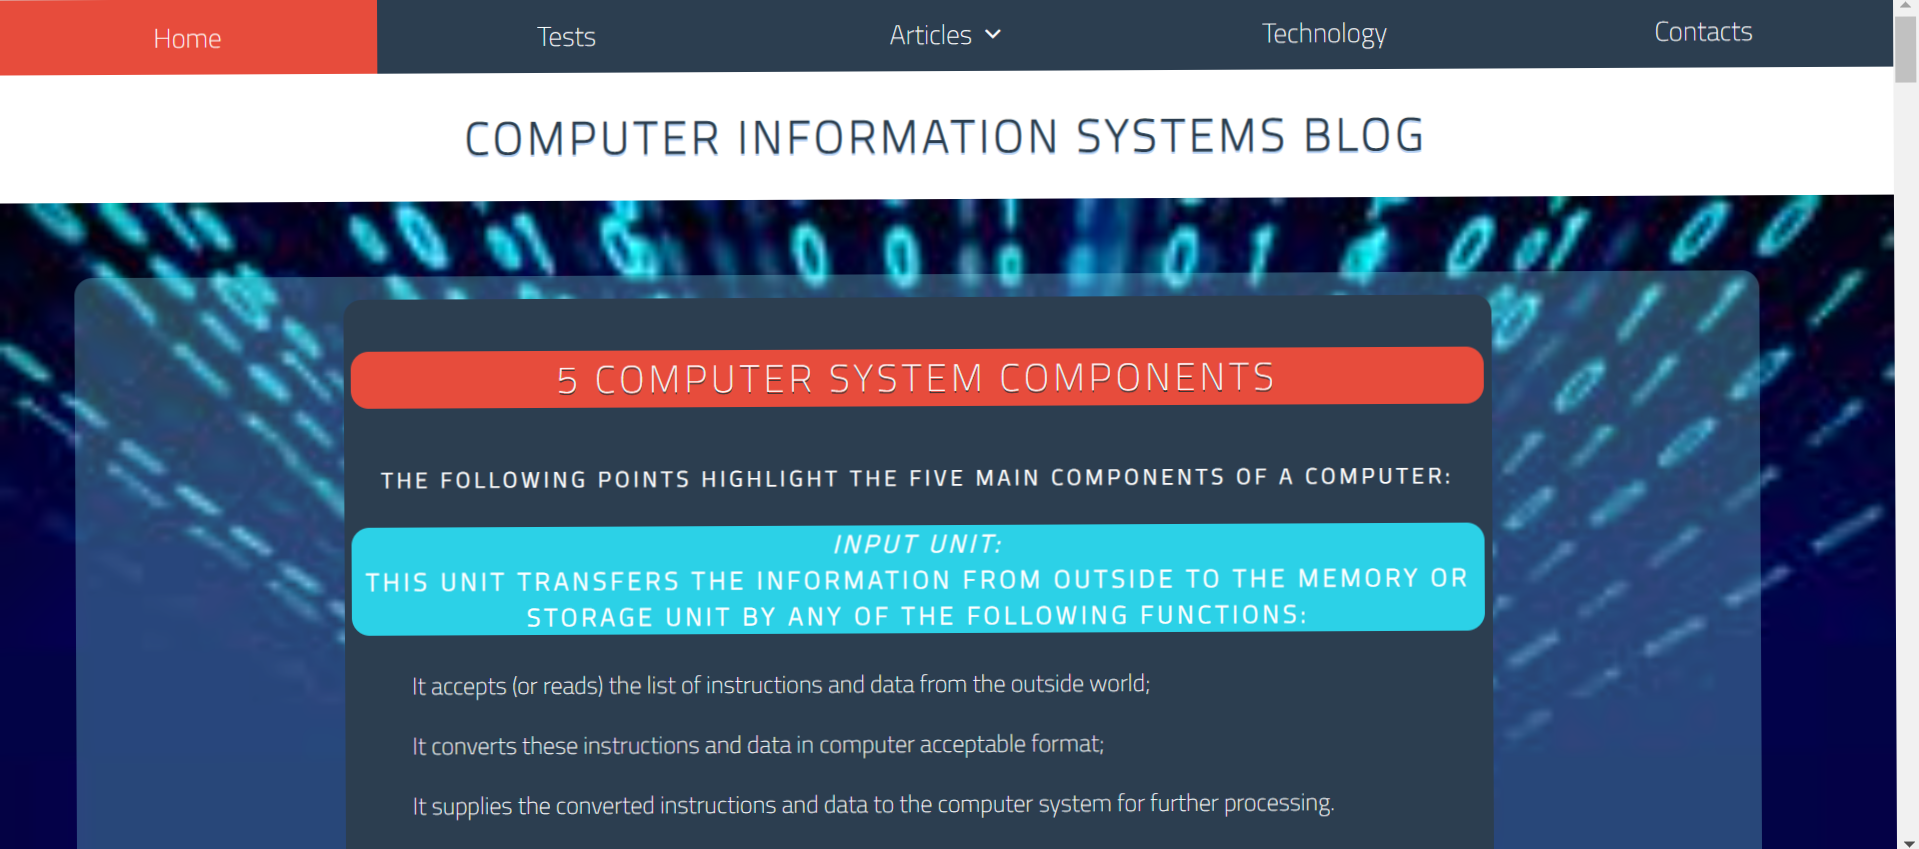 Home
Tests
Articles
Technology
Contacts
COMPUTER INFORMATION SYSTEMS BLOG
5 COMPUTER SYSTEM COMPONENTS
THE FOLLOWING POINTS HIGHLIGHT THE FIVE MAIN COMPONENTS OF A COMPUTER:
INPUT UNIT:
THIS UNIT TRANSFERS THE INFORMATION FROM OUTSIDE TO THE MEMORY OR
STORAGE UNIT BY ANY OF THE FOLLOWING FUNCTIONS:
It accepts (or reads) the list of instructions and data from the outside world;
It converts these instructions and data in computer acceptable format;
It supplies the converted instructions and data to the computer system for further processing.